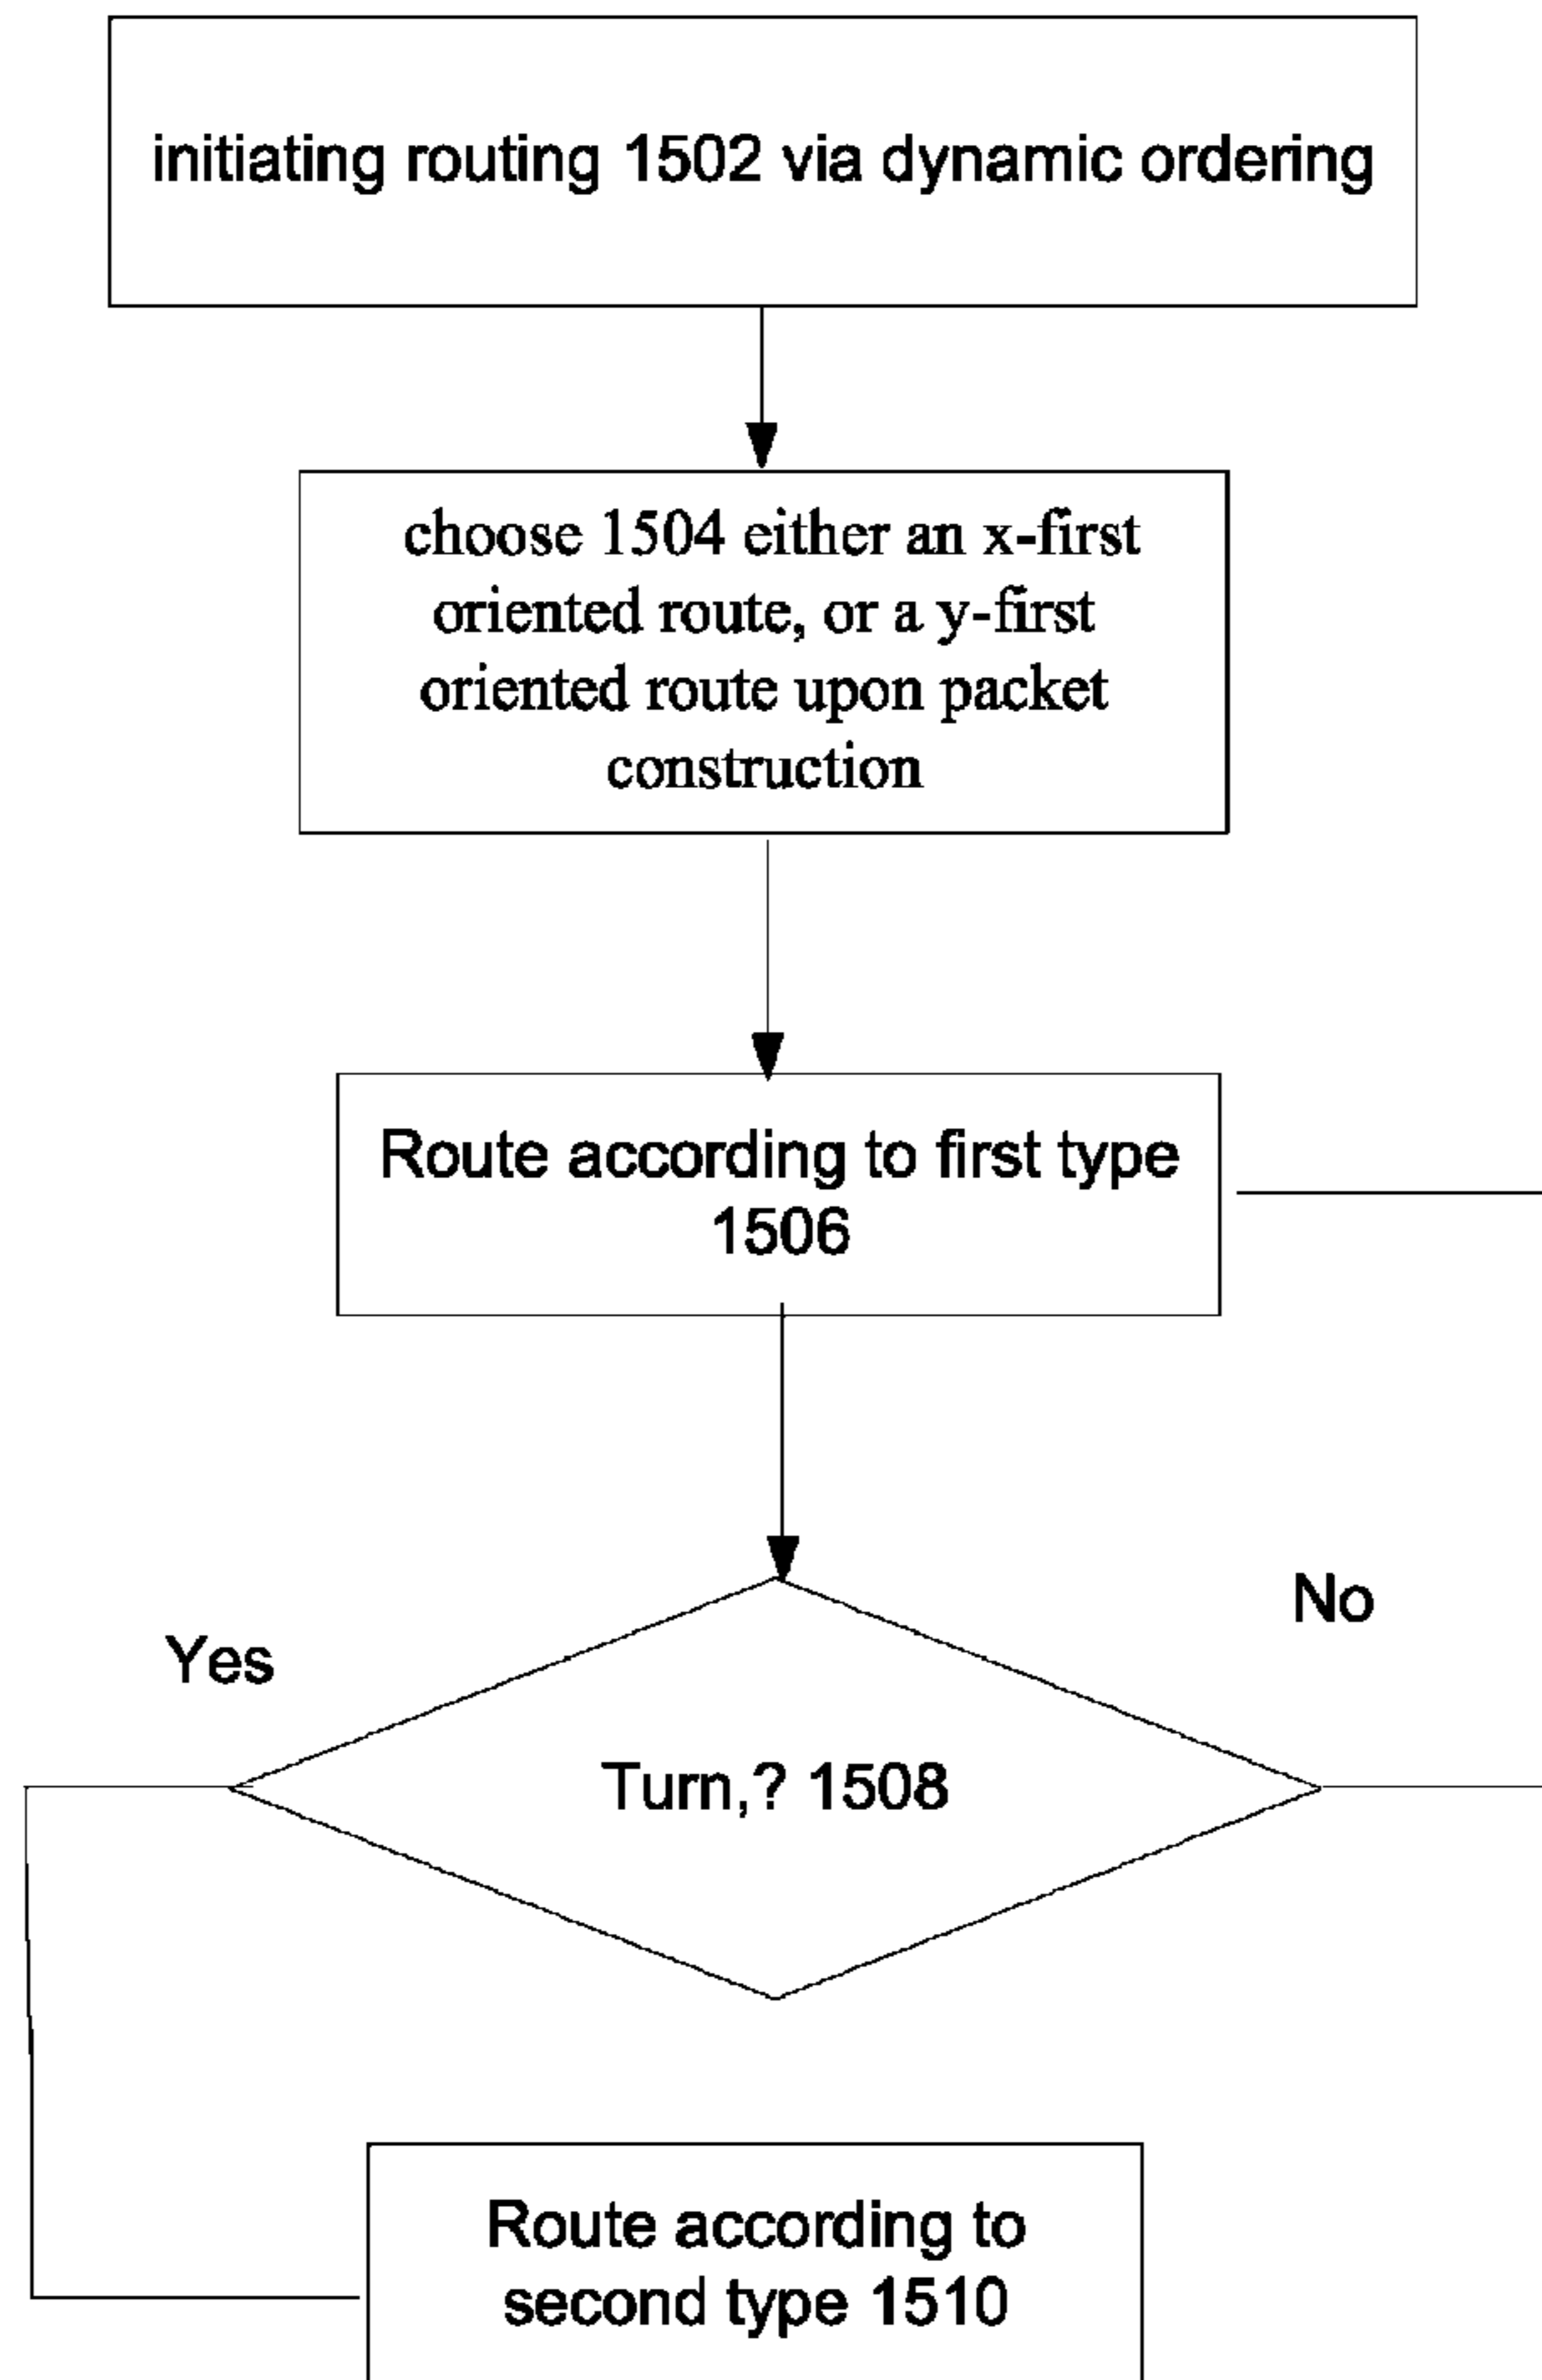 initiating routing 1502 via dynamic ordering
choose 1504 either an x-first
oriented route, or a y-first
oriented route upon packet
construction
Route according to first type
1506
No
Yes
Turn,? 1508
Route according to
second type 1510